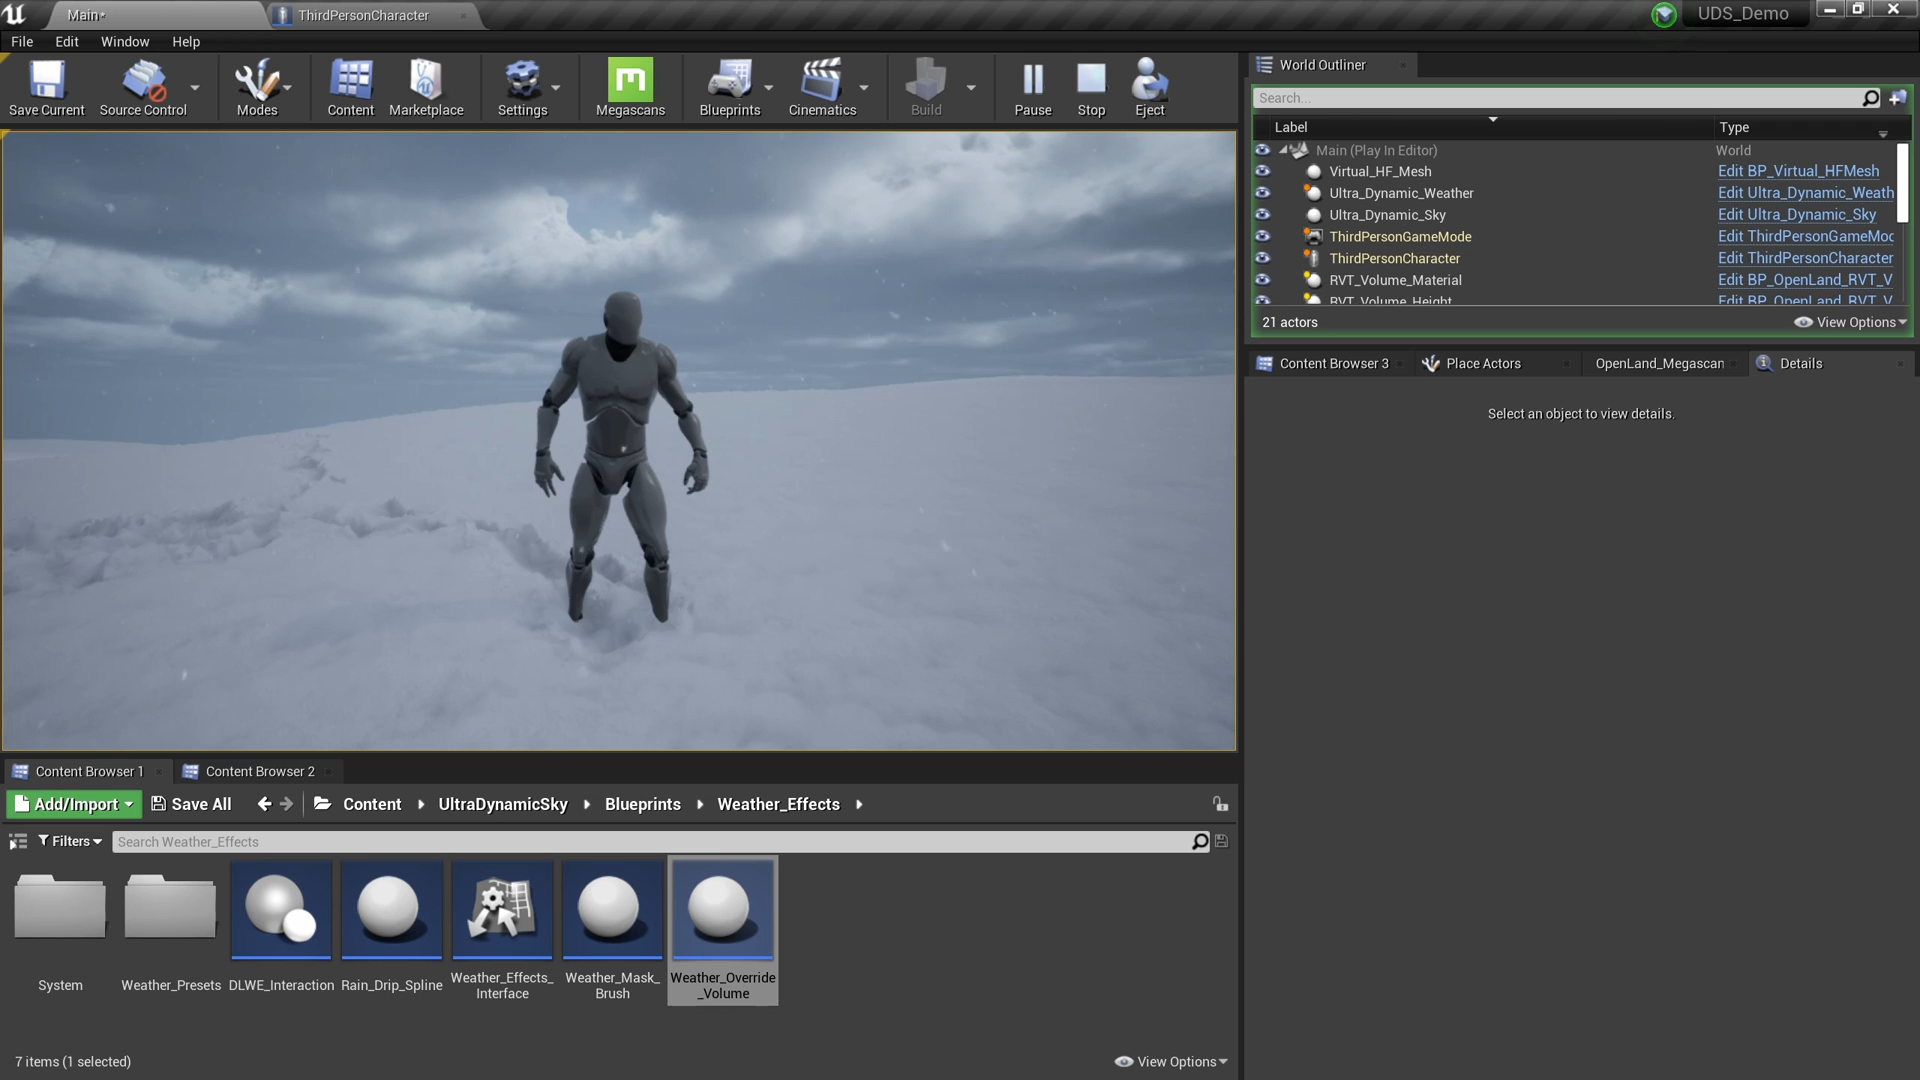 Main*
ThirdPersonCharacter
UDS_Demo
File Edit Window Help
Save Current
Source Control
Modes
Content
Marketplace
Settings
Megascans
Blueprints
Cinematics
Build
Pause
Stop
Eject
World Outliner
Search...
Label Type
Main (Play In Editor) World
Virtual_HF_Mesh Edit BP_Virtual_HFMesh
Ultra_Dynamic_Weather Edit Ultra_Dynamic_Weath
Ultra_Dynamic_Sky Edit Ultra_Dynamic_Sky
ThirdPersonGameMode Edit ThirdPersonGameMod
ThirdPersonCharacter Edit ThirdPersonCharacter
RVT_Volume_Material Edit BP_OpenLand_RVT_V
RVT_Volume_Height Edit BP_OpenLand_RVT_V
21 actors View Options
Content Browser 3 Place Actors OpenLand_Megascan Details
Select an object to view details.
Content Browser 1 Content Browser 2
Add/Import Save All Content UltraDynamicSky Blueprints Weather_Effects
Filters Search Weather_Effects
System
Weather_Presets
DLWE_Interaction
Rain_Drip_Spline
Weather_Effects_
Interface
Weather_Mask_
Brush
Weather_Override
_Volume
7 items (1 selected) View Options